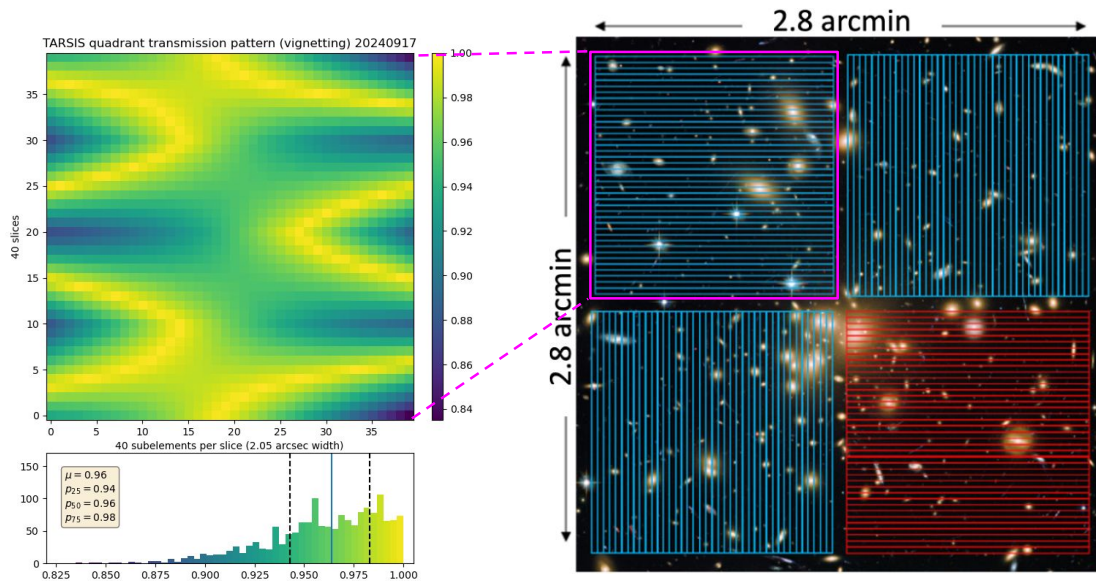 TARSIS quadrant transmission pattern (vignetting) 20240917
40 slices
35
30
25
20
15
10
5
0
0 5 10 15 20 25 30 35
40 subelements per slice (2.05 arcsec width)
1.00
0.98
0.96
0.94
0.92
0.90
0.88
0.86
0.84
150
100
50
0
μ = 0.96
p25 = 0.94
p50 = 0.96
p75 = 0.98
0.825 0.850 0.875 0.900 0.925 0.950 0.975 1.000
2.8 arcmin
2.8 arcmin